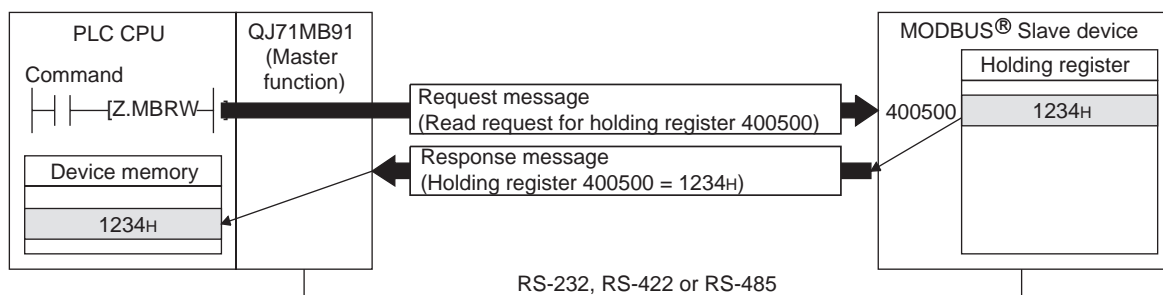 PLC CPU
QJ71MB91
(Master
function)
Command
[Z.MBRW
]
Device memory
1234H
Request message
(Read request for holding register 400500)
Response message
(Holding register 400500 = 1234H)
MODBUS® Slave device
Holding register
400500
1234H
RS-232, RS-422 or RS-485